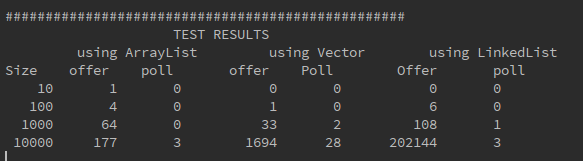 ##################################################
TEST RESULTS
using ArrayList using Vector using LinkedList
Size offer poll offer Poll Offer poll
10 1 0 0 0 0 0
100 4 0 1 0 6 0
1000 64 0 33 2 108 1
10000 177 3 1694 28 202144 3